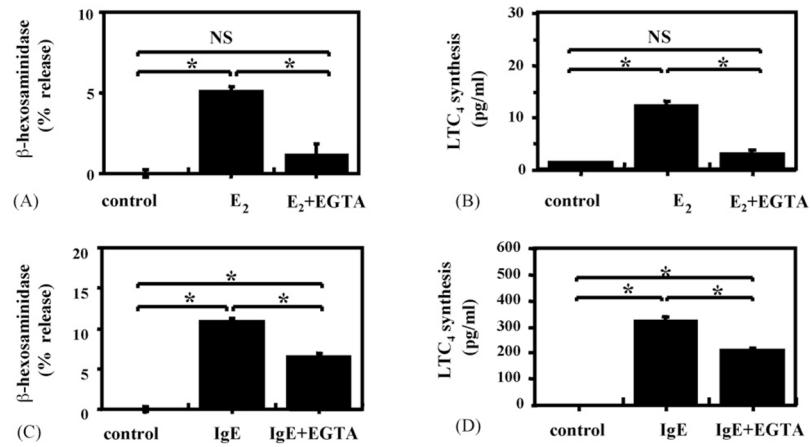 β-hexosaminidase
(% release)
10
5
0
NS
* *
control E₂ E₂+EGTA
(A)
LTC₄ synthesis
(pg/ml)
30
20
10
0
NS
* *
control E₂ E₂+EGTA
(B)
β-hexosaminidase
(% release)
20
15
10
5
0
*
* *
control IgE IgE+EGTA
(C)
LTC₄ synthesis
(pg/ml)
600
500
400
300
200
100
0
*
* *
control IgE IgE+EGTA
(D)